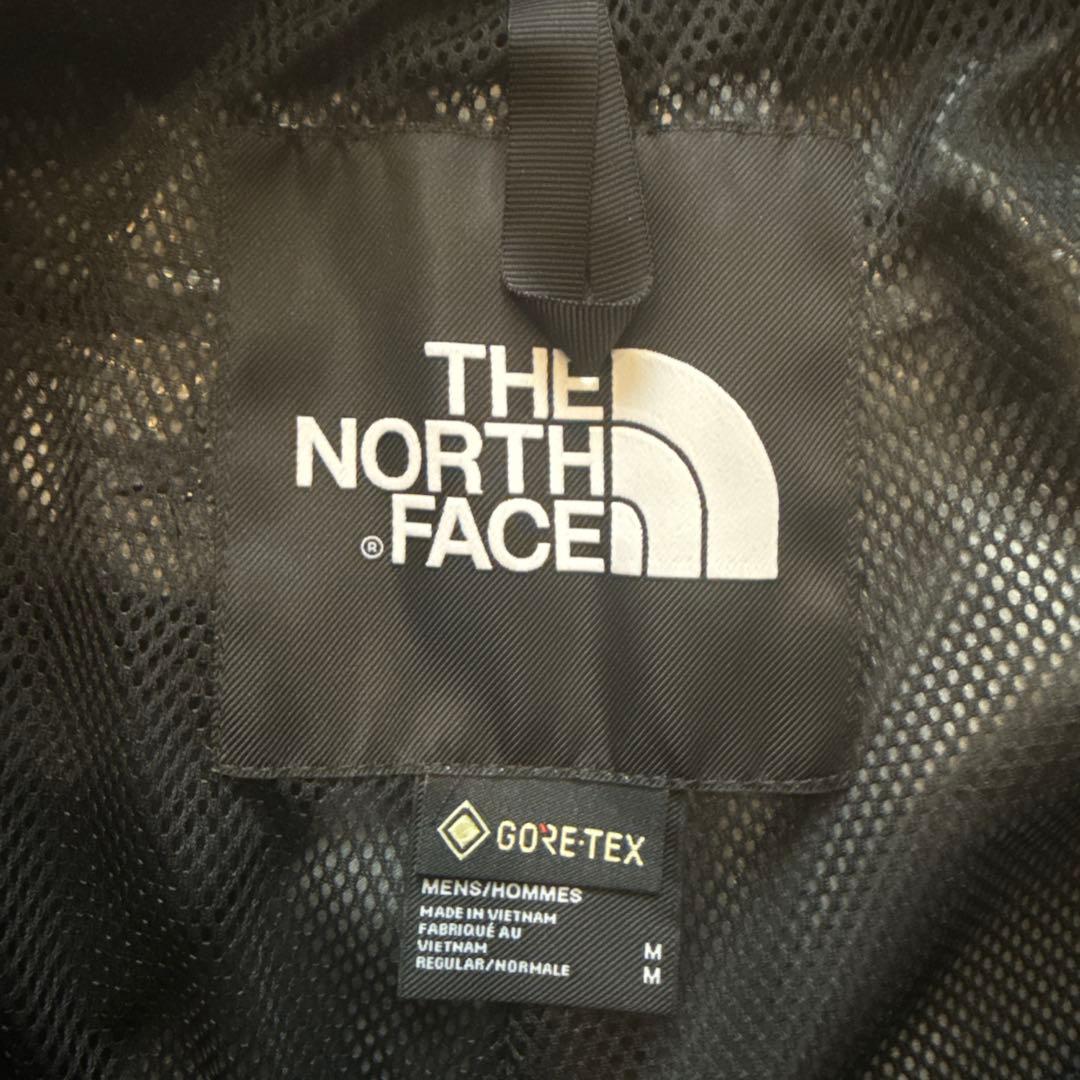 THE
NORTH
®FACE
GORE-TEX
MENS/HOMMES
MADE IN VIETNAM
FABRIQUÉ AU
VIETNAM M
REGULAR/NORMALE M